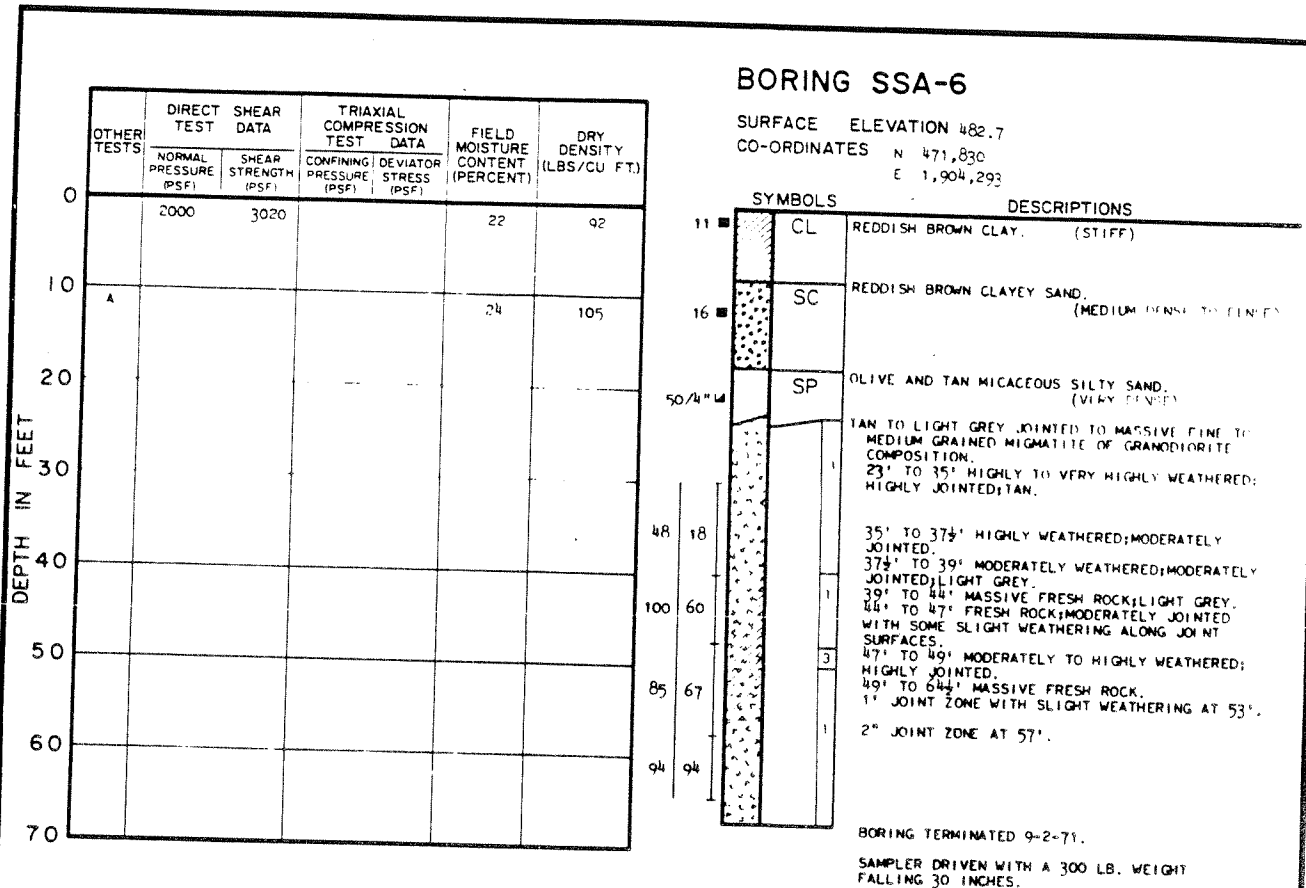 BORING SSA-6
SURFACE ELEVATION 482.7
CO-ORDINATES N 471,830
E 1,904,293
OTHER TESTS
DIRECT SHEAR TEST DATA
NORMAL PRESSURE (PSF)
SHEAR STRENGTH (PSF)
TRIAXIAL COMPRESSION TEST DATA
CONFINING PRESSURE (PSF)
DEVIATOR STRESS (PSF)
FIELD MOISTURE CONTENT (PERCENT)
DRY DENSITY (LBS/CU FT.)
DEPTH IN FEET
0
2000 3020 22 92
10
A 24 105
20
30
40
50
60
70
SYMBOLS DESCRIPTIONS
11 CL REDDISH BROWN CLAY. (STIFF)
16 SC REDDISH BROWN CLAYEY SAND.
(MEDIUM DENSE TO DENSE)
50/4" SP OLIVE AND TAN MICACEOUS SILTY SAND.
(VERY DENSE)
TAN TO LIGHT GREY JOINTED TO MASSIVE FINE TO
MEDIUM GRAINED MIGMATITE OF GRANODIORITE
COMPOSITION.
1
23' TO 35' HIGHLY TO VERY HIGHLY WEATHERED;
HIGHLY JOINTED;TAN.
48 18
35' TO 37½' HIGHLY WEATHERED;MODERATELY
JOINTED.
37½' TO 39' MODERATELY WEATHERED;MODERATELY
JOINTED;LIGHT GREY.
100 60 1
39' TO 44' MASSIVE FRESH ROCK;LIGHT GREY.
44' TO 47' FRESH ROCK;MODERATELY JOINTED
WITH SOME SLIGHT WEATHERING ALONG JOINT
SURFACES.
3
47' TO 49' MODERATELY TO HIGHLY WEATHERED;
HIGHLY JOINTED.
85 67
49' TO 64½' MASSIVE FRESH ROCK.
1' JOINT ZONE WITH SLIGHT WEATHERING AT 53'.
1
2" JOINT ZONE AT 57'.
94 94
BORING TERMINATED 9-2-71.
SAMPLER DRIVEN WITH A 300 LB. WEIGHT
FALLING 30 INCHES.